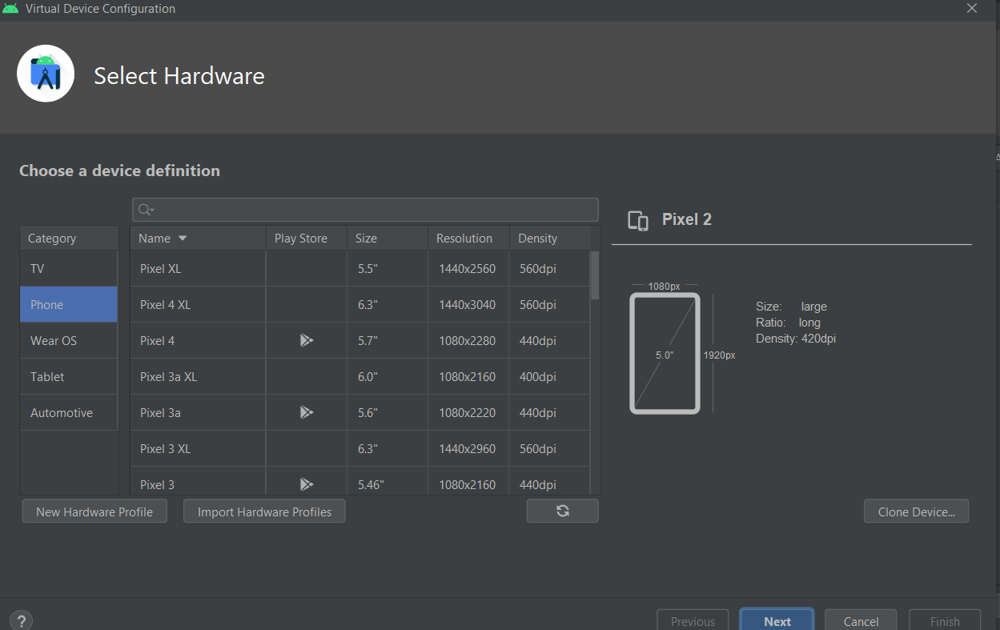 Virtual Device Configuration
Select Hardware
Choose a device definition
Category
TV
Phone
Wear OS
Tablet
Automotive
Name Play Store Size Resolution Density
Pixel XL 5.5" 1440x2560 560dpi
Pixel 4 XL 6.3" 1440x3040 560dpi
Pixel 4 5.7" 1080x2280 440dpi
Pixel 3a XL 6.0" 1080x2160 400dpi
Pixel 3a 5.6" 1080x2220 440dpi
Pixel 3 XL 6.3" 1440x2960 560dpi
Pixel 3 5.46" 1080x2160 440dpi
New Hardware Profile Import Hardware Profiles
Pixel 2
1080px
5.0" 1920px
Size: large
Ratio: long
Density: 420dpi
Clone Device...
? Previous Next Cancel Finish